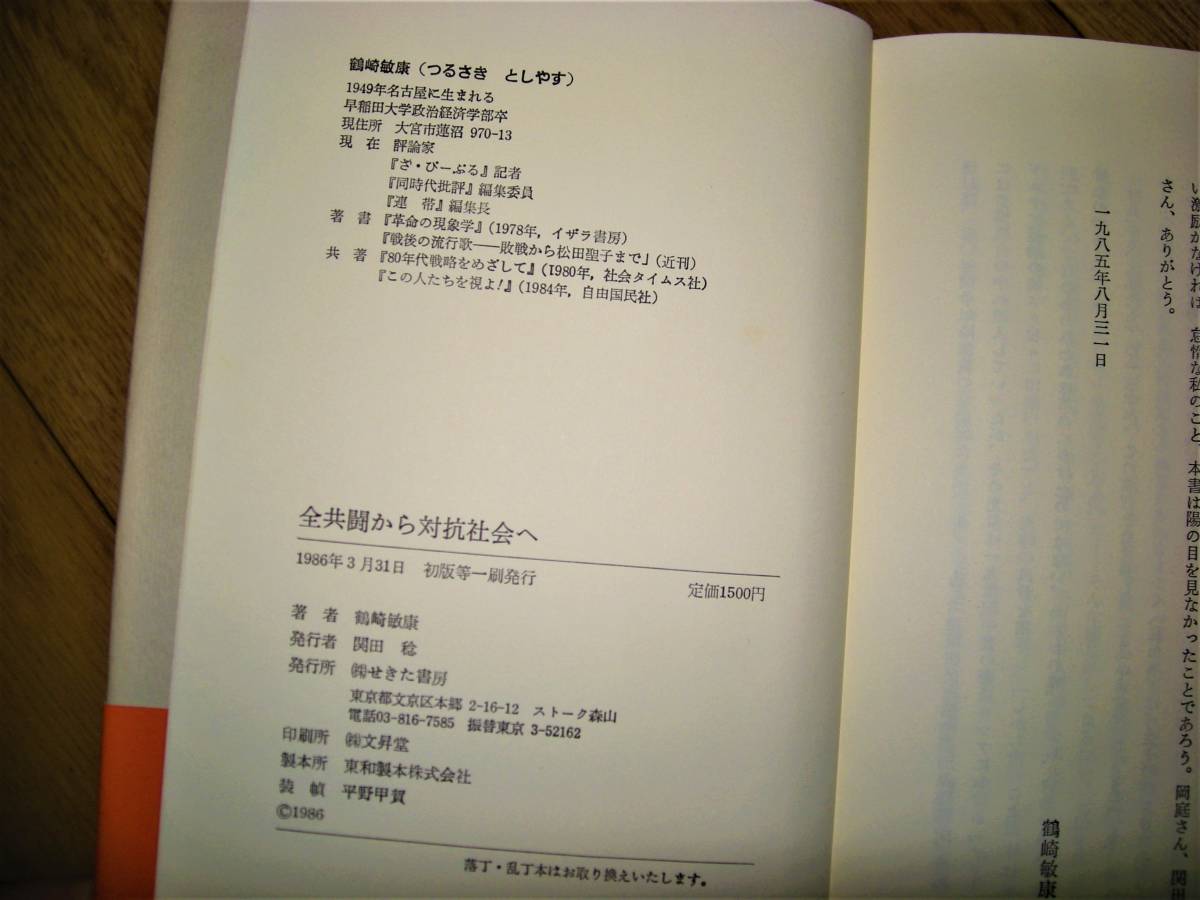 鶴崎敏康（つるさき　としやす）
1949年名古屋に生まれる
早稲田大学政治経済学部卒
現住所　大宮市蓮沼 970-13
現　在　評論家
『ざ・ぴーぷる』記者
『同時代批評』編集委員
『連　帯』編集長
著　書『革命の現象学』（1978年，イザラ書房）
『戦後の流行歌――敗戦から松田聖子まで」（近刊）
共　著『80年代戦略をめざして』（1980年，社会タイムス社）
『この人たちを視よ！』（1984年，自由国民社）
全共闘から対抗社会へ
1986年 3 月31日　初版等一刷発行　定価1500円
著　者　鶴崎敏康
発行者　関田　稔
発行所　㈱せきた書房
東京都文京区本郷 2-16-12　ストーク森山
電話03-816-7585　振替東京 3-52162
印刷所　㈱文昇堂
製本所　東和製本株式会社
装　幀　平野甲賀
©1986
落丁・乱丁本はお取り換えいたします。
い激励がなければ、怠惰な私のこと、本書は陽の目を見なかったことであろう。岡庭さん、関田
さん、ありがとう。
一九八五年八月三一日
鶴崎敏康